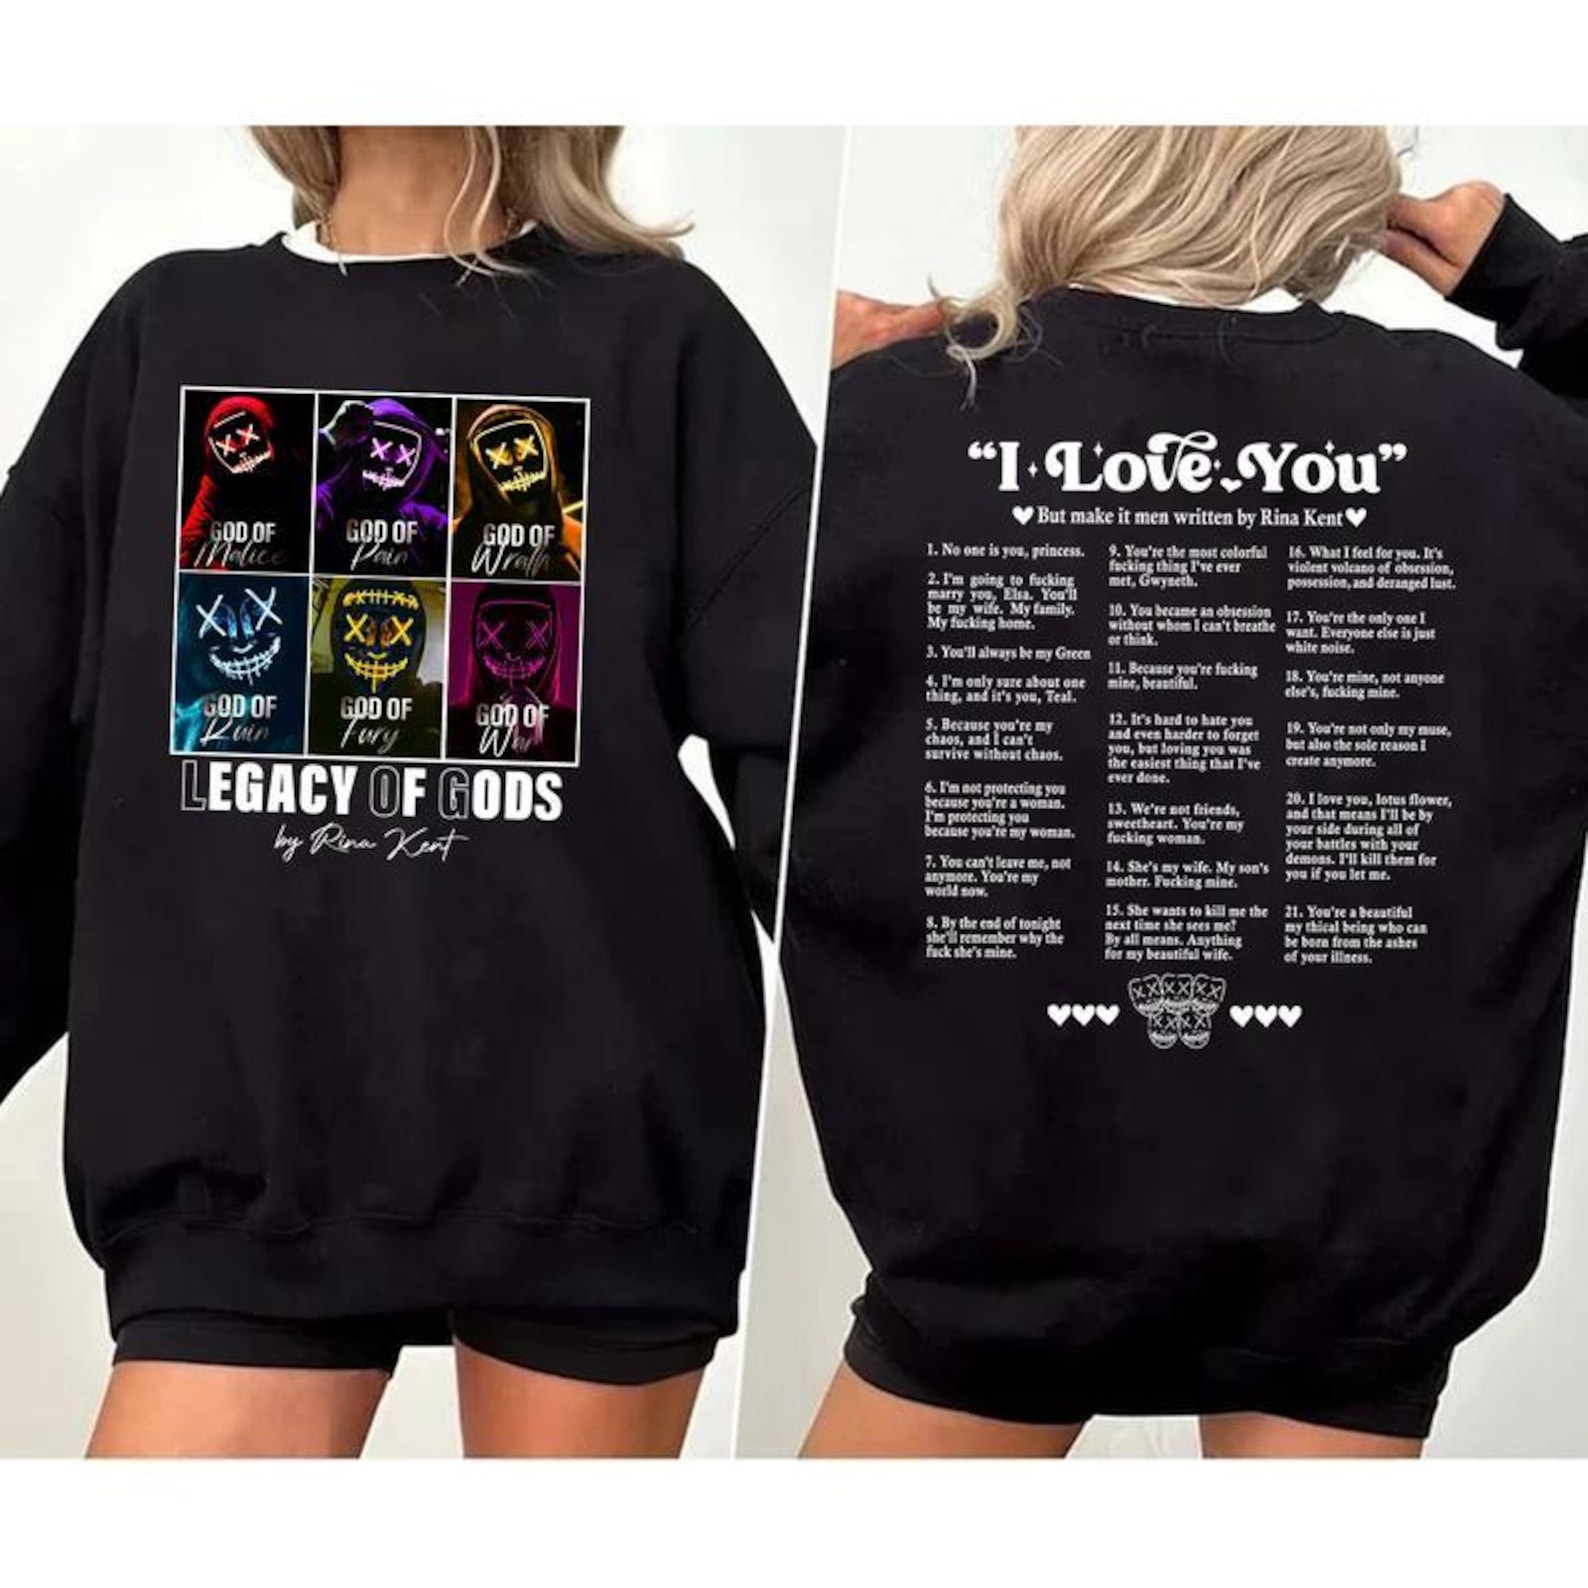 GOD OF
Malice
GOD OF
Pain
GOD OF
Wrath
GOD OF
Ruin
GOD OF
Fury
GOD OF
War
LEGACY OF GODS
by Rina Kent
“I Love You”
But make it men written by Rina Kent
1. No one is you, princess.
2. I'm going to fucking
marry you, Elsa. You'll
be my wife. My family.
My fucking home.
3. You'll always be my Green
4. I'm only sure about one
thing, and it's you, Teal.
5. Because you're my
chaos, and I can't
survive without chaos.
6. I'm not protecting you
because you're a woman.
I'm protecting you
because you're my woman.
7. You can't leave me, not
anymore. You're my
world now.
8. By the end of tonight
she'll remember why the
fuck she's mine.
9. You're the most colorful
fucking thing I've ever
met, Gwyneth.
10. You became an obsession
without whom I can't breathe
or think.
11. Because you're fucking
mine, beautiful.
12. It's hard to hate you
and even harder to forget
you, but loving you was
the easiest thing that I've
ever done.
13. We're not friends,
sweetheart. You're my
fucking woman.
14. She's my wife. My son's
mother. Fucking mine.
15. She wants to kill me the
next time she sees me?
By all means. Anything
for my beautiful wife.
16. What I feel for you. It's
violent volcano of obsession,
possession, and deranged lust.
17. You're the only one I
want. Everyone else is just
white noise.
18. You're mine, not anyone
else's, fucking mine.
19. You're not only my muse,
but also the sole reason I
create anymore.
20. I love you, lotus flower,
and that means I'll be by
your side during all of
your battles with your
demons. I'll kill them for
you if you let me.
21. You're a beautiful
my thical being who can
be born from the ashes
of your illness.